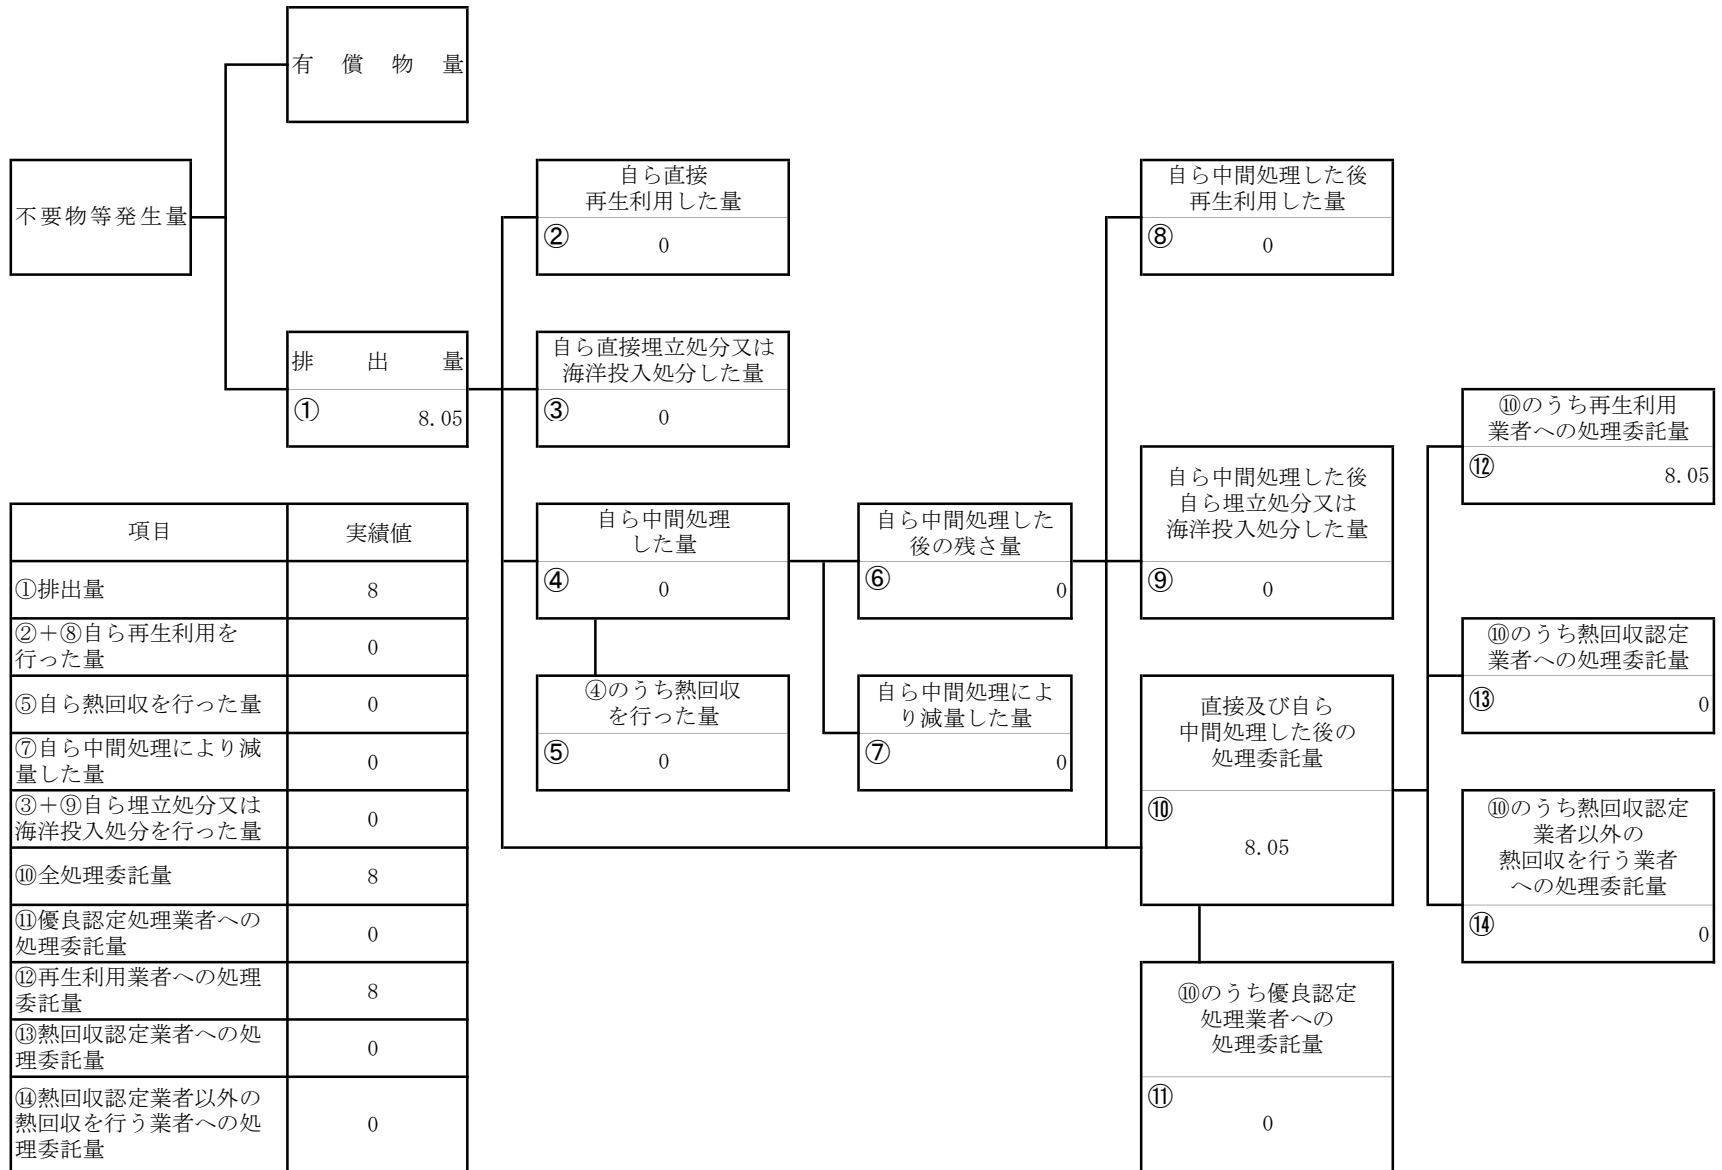 有償物量
不要物等発生量
排出量
①
8.05
自ら直接
再生利用した量
②
0
自ら直接埋立処分又は
海洋投入処分した量
③
0
自ら中間処理
した量
④
0
④のうち熱回収
を行った量
⑤
0
自ら中間処理した
後の残さ量
⑥
0
自ら中間処理によ
り減量した量
⑦
0
自ら中間処理した後
再生利用した量
⑧
0
自ら中間処理した後
自ら埋立処分又は
海洋投入処分した量
⑨
0
直接及び自ら
中間処理した後の
処理委託量
⑩
8.05
⑩のうち優良認定
処理業者への
処理委託量
⑪
0
⑩のうち再生利用
業者への処理委託量
⑫
8.05
⑩のうち熱回収認定
業者への処理委託量
⑬
0
⑩のうち熱回収認定
業者以外の
熱回収を行う業者
への処理委託量
⑭
0
項目 実績値
①排出量 8
②＋⑧自ら再生利用を
行った量 0
⑤自ら熱回収を行った量 0
⑦自ら中間処理により減
量した量 0
③＋⑨自ら埋立処分又は
海洋投入処分を行った量 0
⑩全処理委託量 8
⑪優良認定処理業者への
処理委託量 0
⑫再生利用業者への処理
委託量 8
⑬熱回収認定業者への処
理委託量 0
⑭熱回収認定業者以外の
熱回収を行う業者への処
理委託量 0